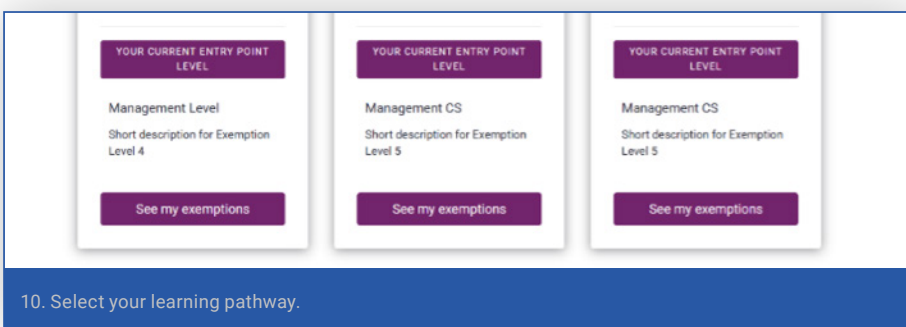 YOUR CURRENT ENTRY POINT
LEVEL
Management Level
Short description for Exemption
Level 4
See my exemptions
YOUR CURRENT ENTRY POINT
LEVEL
Management CS
Short description for Exemption
Level 5
See my exemptions
YOUR CURRENT ENTRY POINT
LEVEL
Management CS
Short description for Exemption
Level 5
See my exemptions
10. Select your learning pathway.